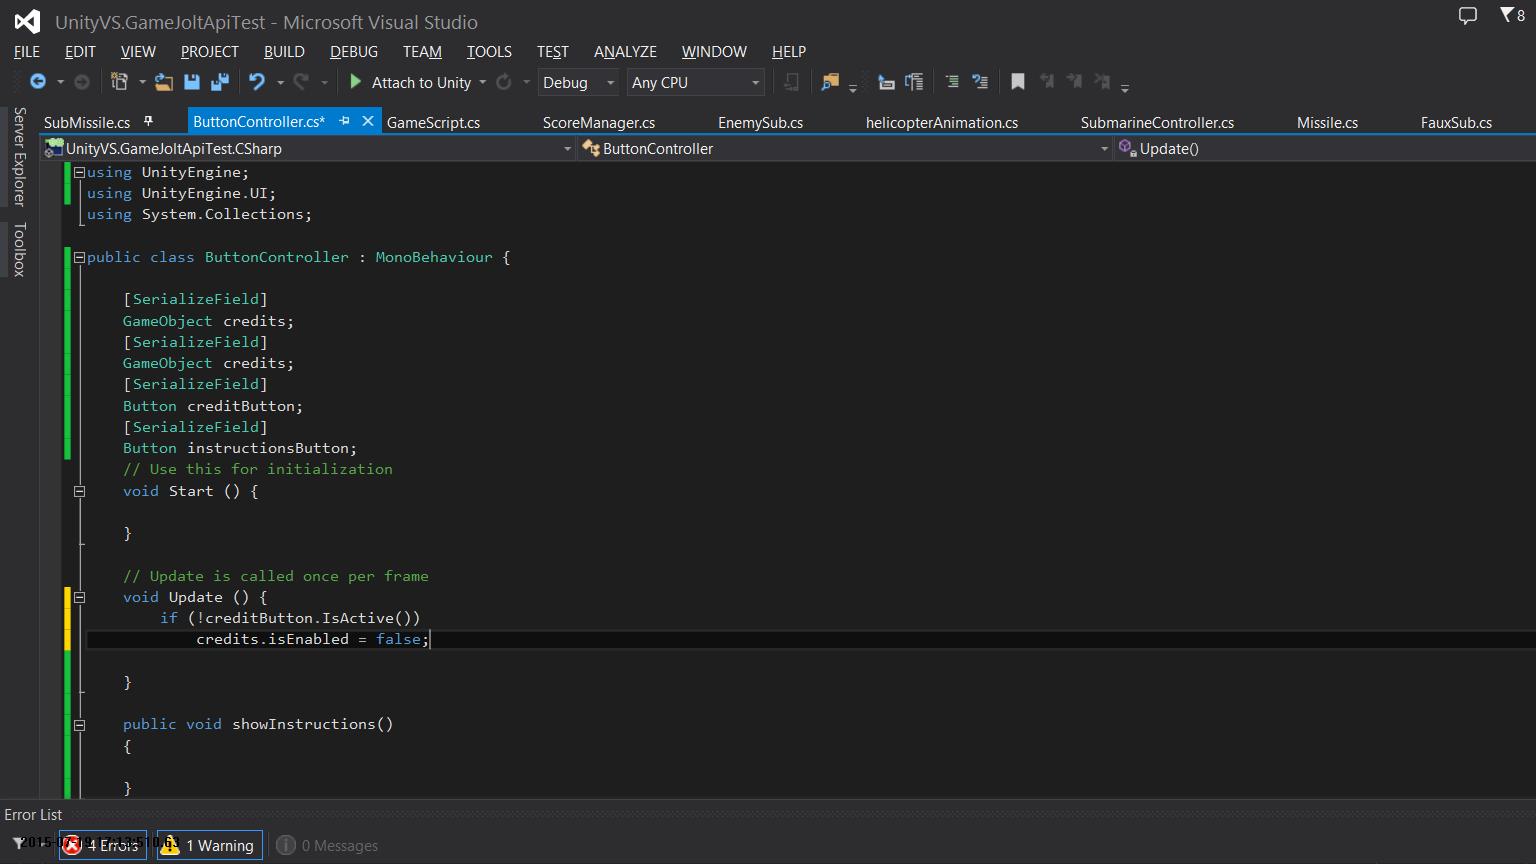 UnityVS.GameJoltApiTest - Microsoft Visual Studio
8
FILE EDIT VIEW PROJECT BUILD DEBUG TEAM TOOLS TEST ANALYZE WINDOW HELP
Attach to Unity Debug Any CPU
Server Explorer
Toolbox
SubMissile.cs ButtonController.cs* GameScript.cs ScoreManager.cs EnemySub.cs helicopterAnimation.cs SubmarineController.cs Missile.cs FauxSub.cs
UnityVS.GameJoltApiTest.CSharp ButtonController Update()
using UnityEngine;
using UnityEngine.UI;
using System.Collections;
public class ButtonController : MonoBehaviour {
[SerializeField]
GameObject credits;
[SerializeField]
GameObject credits;
[SerializeField]
Button creditButton;
[SerializeField]
Button instructionsButton;
// Use this for initialization
void Start () {
}
// Update is called once per frame
void Update () {
if (!creditButton.IsActive())
credits.isEnabled = false;
}
public void showInstructions()
{
}
Error List
4 Errors 1 Warning 0 Messages